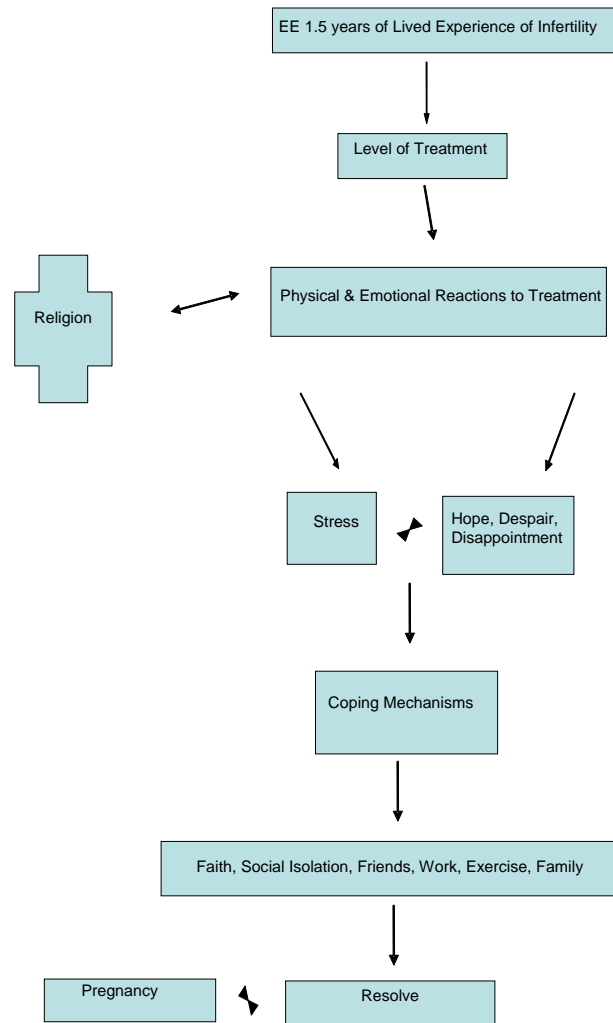 EE 1.5 years of Lived Experience of Infertility
Level of Treatment
Physical & Emotional Reactions to Treatment
Religion
Stress
Hope, Despair,
Disappointment
Coping Mechanisms
Faith, Social Isolation, Friends, Work, Exercise, Family
Pregnancy
Resolve